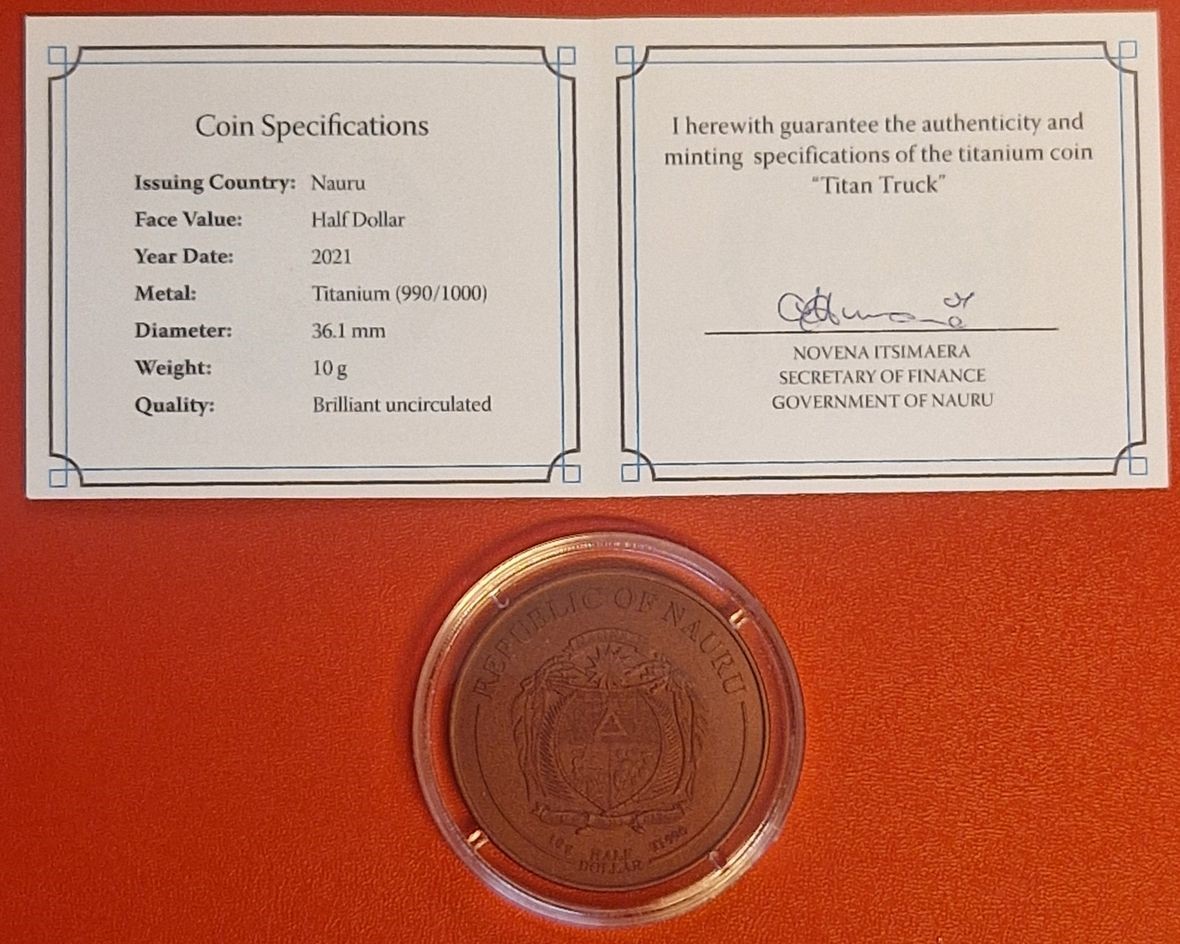 Coin Specifications
Issuing Country: Nauru
Face Value: Half Dollar
Year Date: 2021
Metal: Titanium (990/1000)
Diameter: 36.1 mm
Weight: 10 g
Quality: Brilliant uncirculated
I herewith guarantee the authenticity and
minting specifications of the titanium coin
“Titan Truck”
NOVENA ITSIMAERA
SECRETARY OF FINANCE
GOVERNMENT OF NAURU
REPUBLIC OF NAURU
HALF
DOLLAR